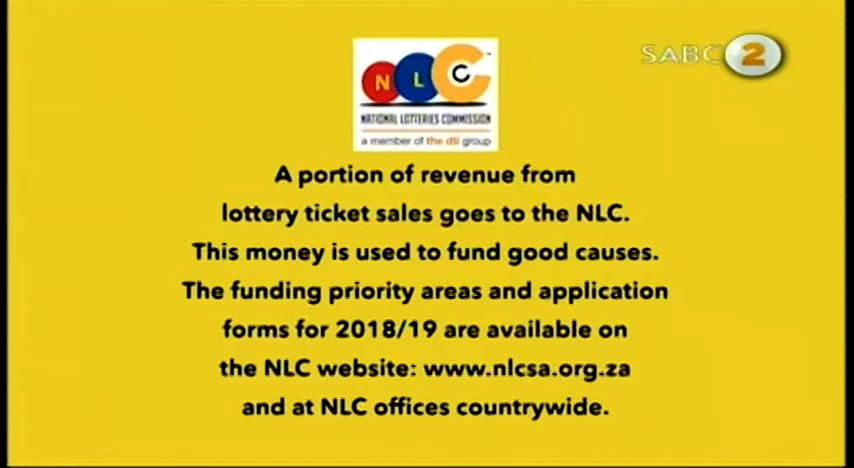 SABC 2
NLC™
NATIONAL LOTTERIES COMMISSION
a member of the dti group
A portion of revenue from
lottery ticket sales goes to the NLC.
This money is used to fund good causes.
The funding priority areas and application
forms for 2018/19 are available on
the NLC website: www.nlcsa.org.za
and at NLC offices countrywide.